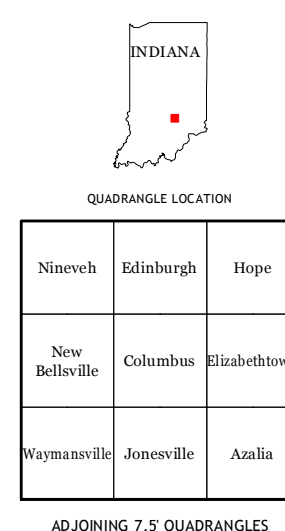 INDIANA
QUADRANGLE LOCATION
Nineveh Edinburgh Hope
New
Bellsville
Columbus Elizabethtow
Waymansville Jonesville Azalia
ADJOINING 7.5' QUADRANGLES